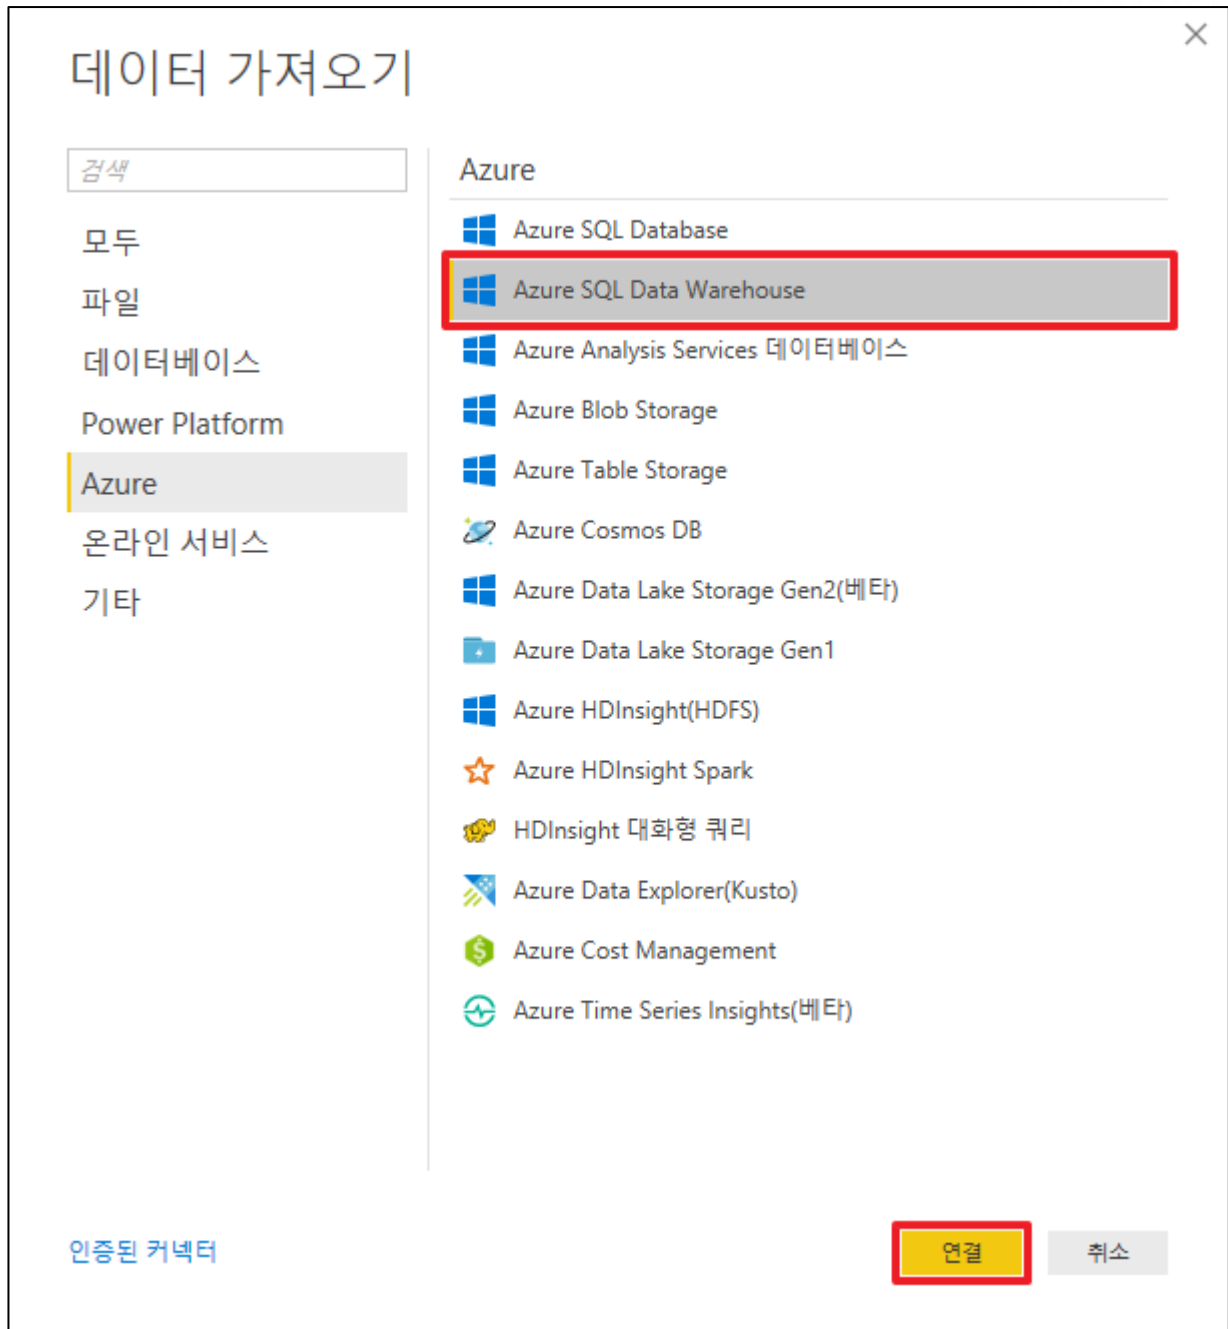 데이터 가져오기
검색
모두
파일
데이터베이스
Power Platform
Azure
온라인 서비스
기타
Azure
Azure SQL Database
Azure SQL Data Warehouse
Azure Analysis Services 데이터베이스
Azure Blob Storage
Azure Table Storage
Azure Cosmos DB
Azure Data Lake Storage Gen2(베타)
Azure Data Lake Storage Gen1
Azure HDInsight(HDFS)
Azure HDInsight Spark
HDInsight 대화형 쿼리
Azure Data Explorer(Kusto)
Azure Cost Management
Azure Time Series Insights(베타)
인증된 커넥터
연결
취소